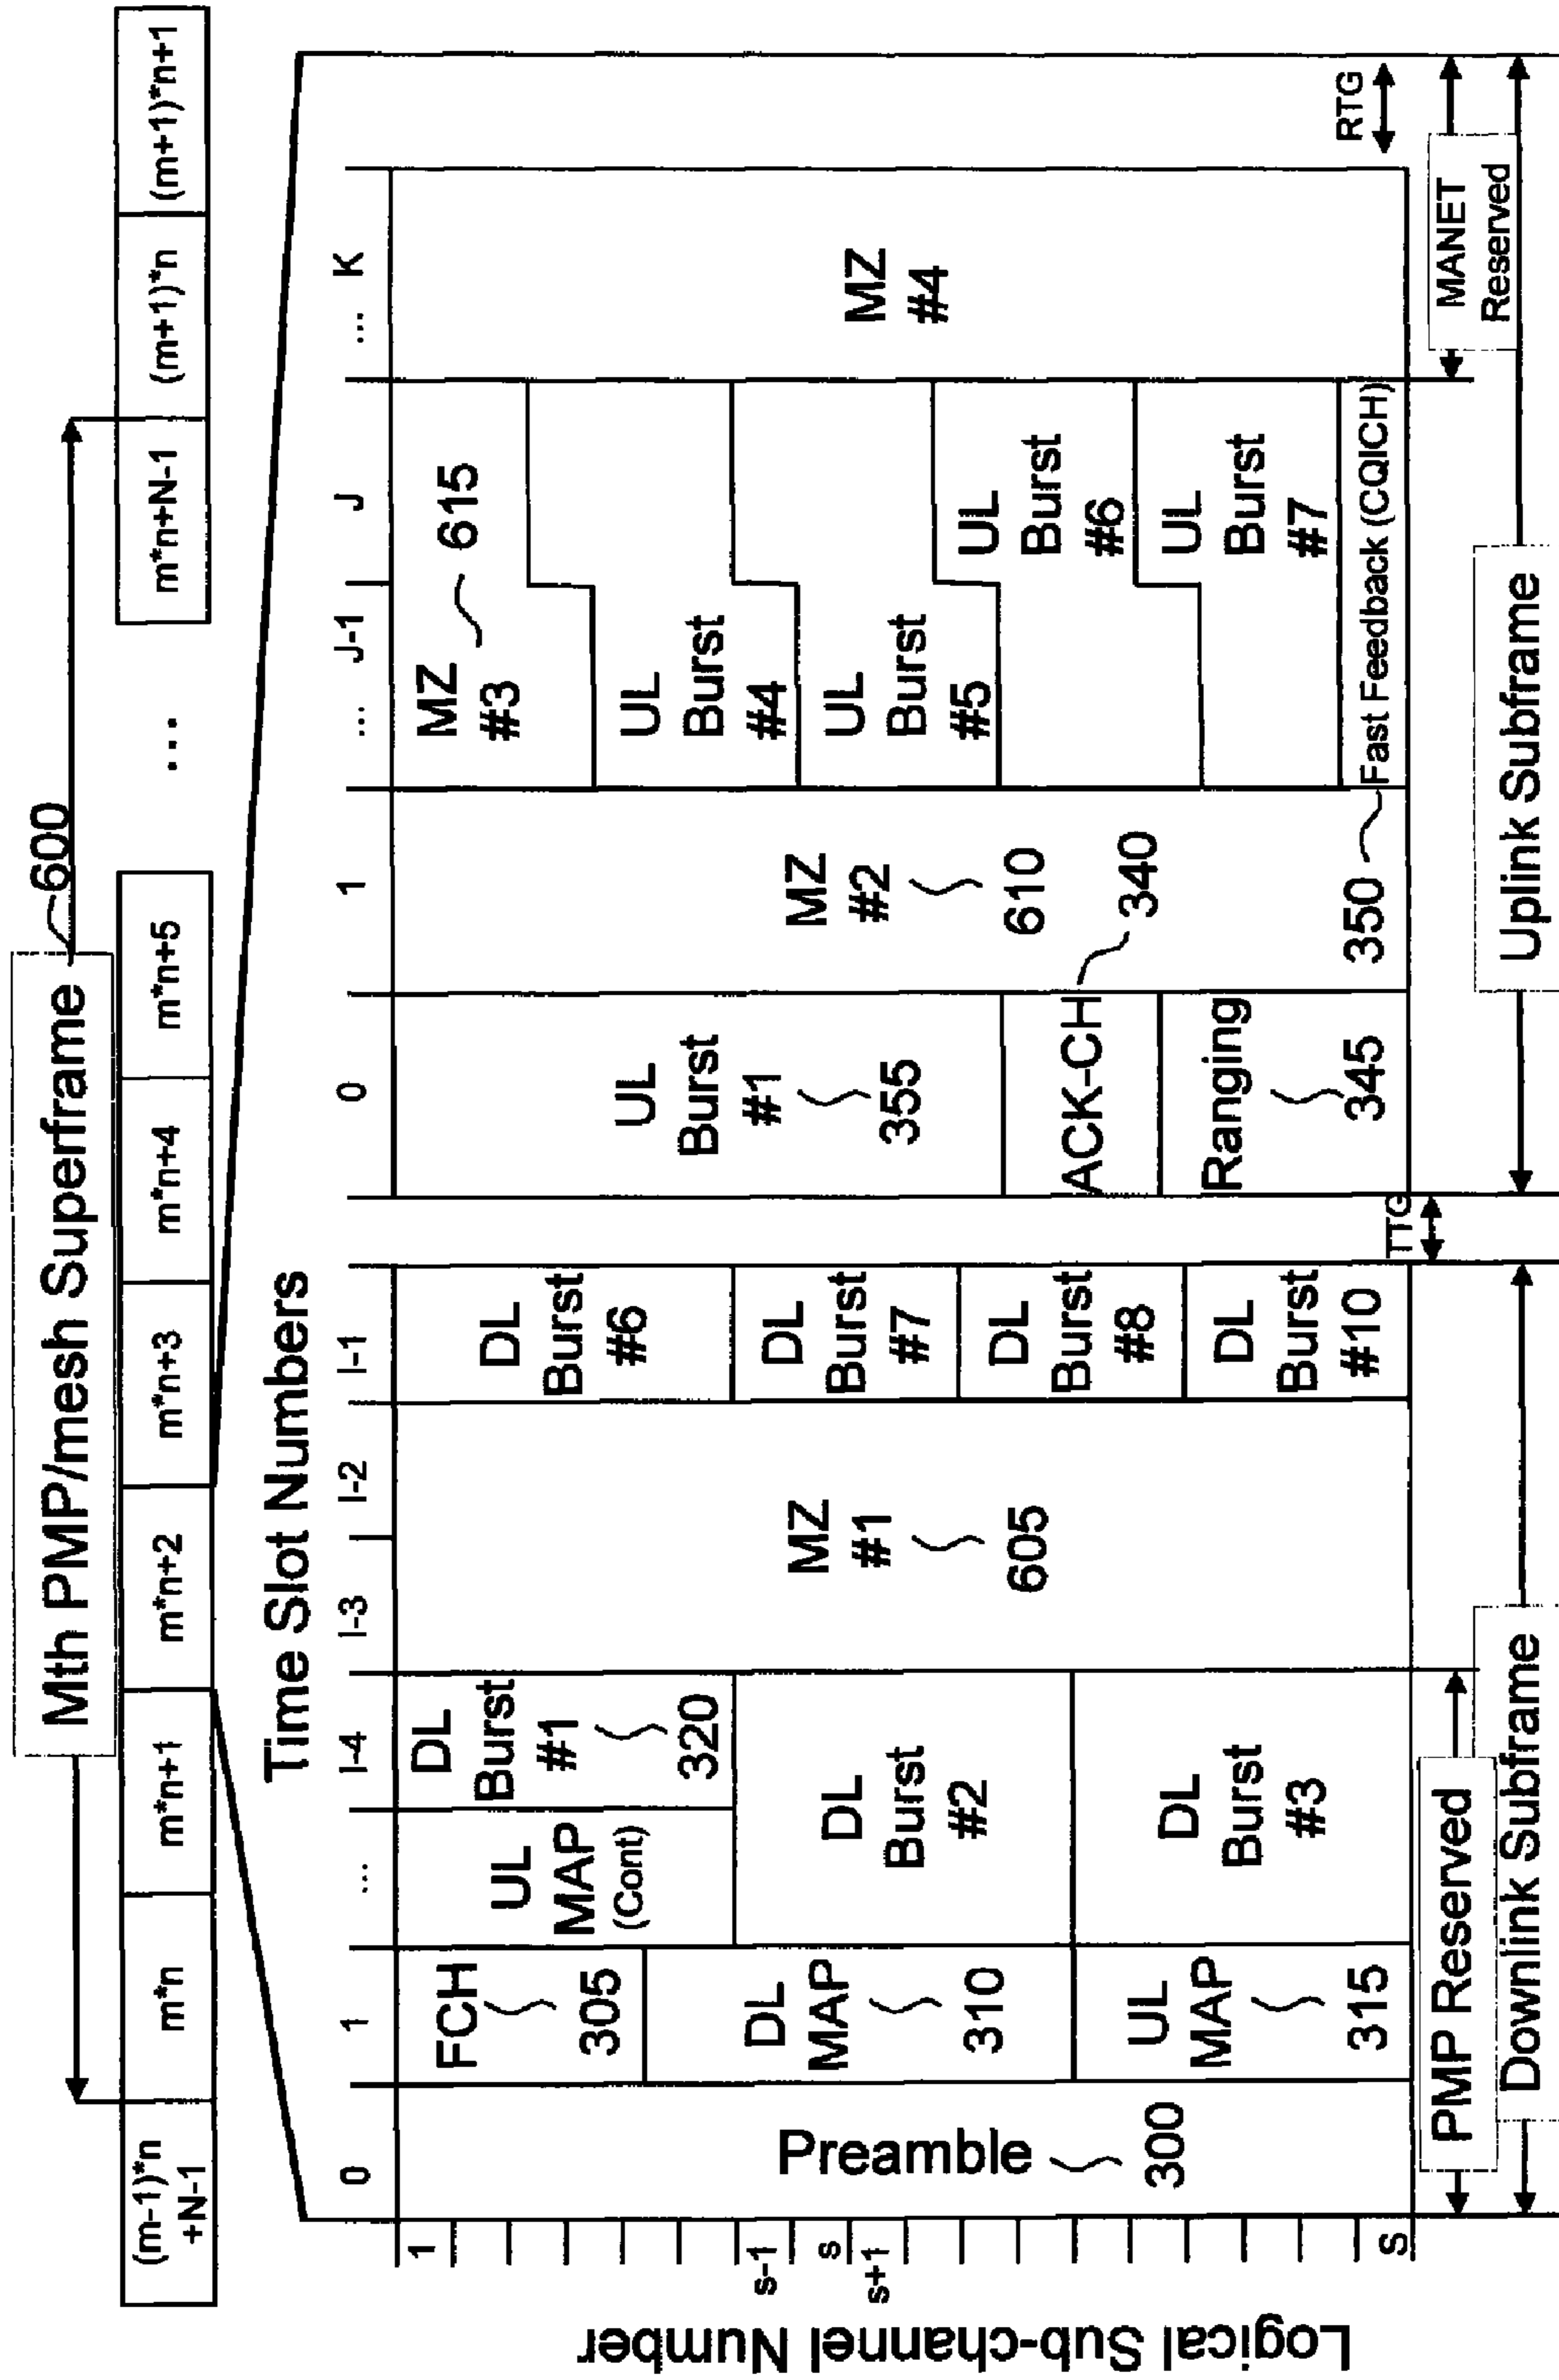 Mth PMP/mesh Superframe
600
(m-1)*n
+N-1
m*n
m*n+1
m*n+2
m*n+3
m*n+4
m*n+5
...
m*n+N-1
(m+1)*n
(m+1)*n+1
Time Slot Numbers
0
1
...
I-4
I-3
I-2
I-1
0
1
...
J-1
J
...
K
Logical Sub-channel Number
1
s-1
s
s+1
S
Preamble
300
FCH
305
DL
MAP
310
UL
MAP
315
UL
MAP
(Cont)
DL
Burst
#1
320
DL
Burst
#2
DL
Burst
#3
MZ
#1
605
DL
Burst
#6
DL
Burst
#7
DL
Burst
#8
DL
Burst
#10
TTG
UL
Burst
#1
355
ACK-CH
340
Ranging
345
MZ
#2
610
350
MZ
#3
615
UL
Burst
#4
UL
Burst
#5
UL
Burst
#6
UL
Burst
#7
Fast Feedback (CQICH)
MZ
#4
RTG
PMP Reserved
MANET
Reserved
Downlink Subframe
Uplink Subframe